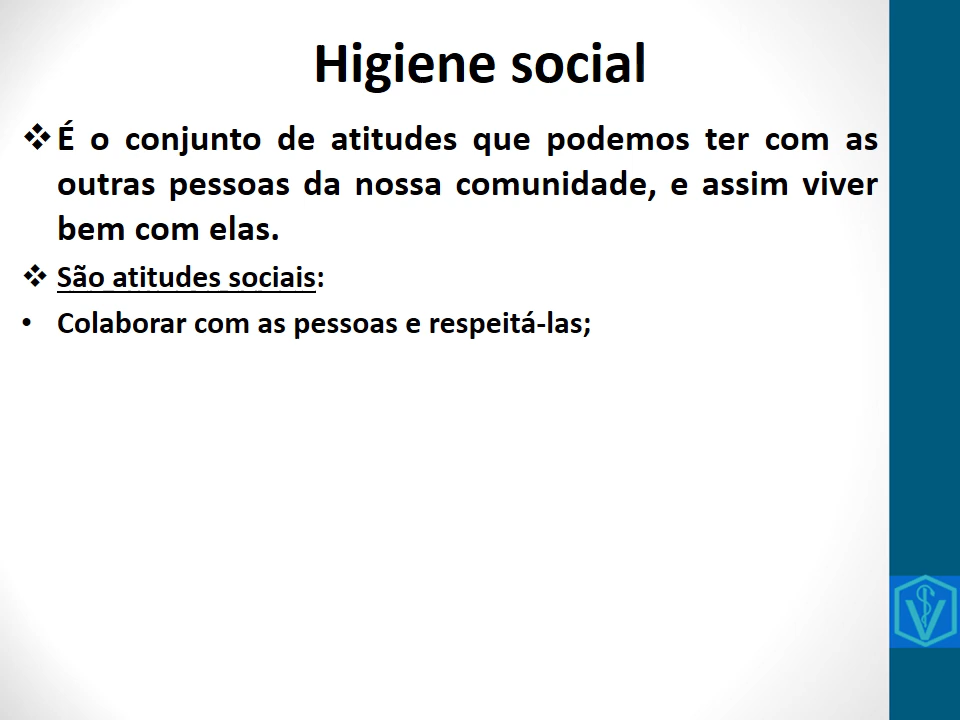 Higiene social
❖ É o conjunto de atitudes que podemos ter com as
outras pessoas da nossa comunidade, e assim viver
bem com elas.
❖ São atitudes sociais:
• Colaborar com as pessoas e respeitá-las;